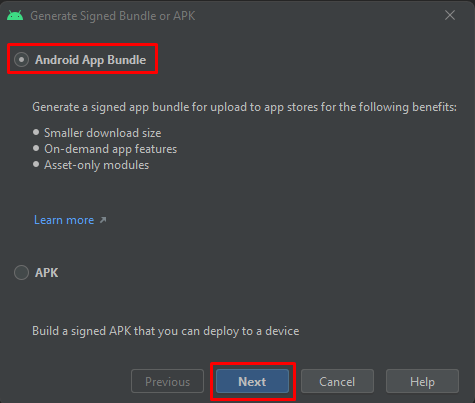 Generate Signed Bundle or APK
Android App Bundle
Generate a signed app bundle for upload to app stores for the following benefits:
Smaller download size
On-demand app features
Asset-only modules
Learn more
APK
Build a signed APK that you can deploy to a device
Previous Next Cancel Help